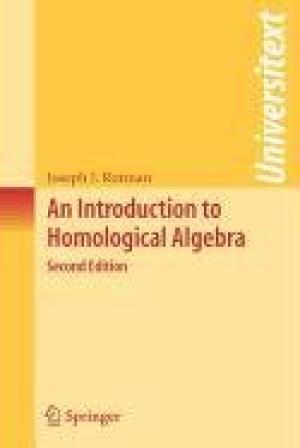 Universitext
Joseph J. Rotman
An Introduction to
Homological Algebra
Second Edition
Springer